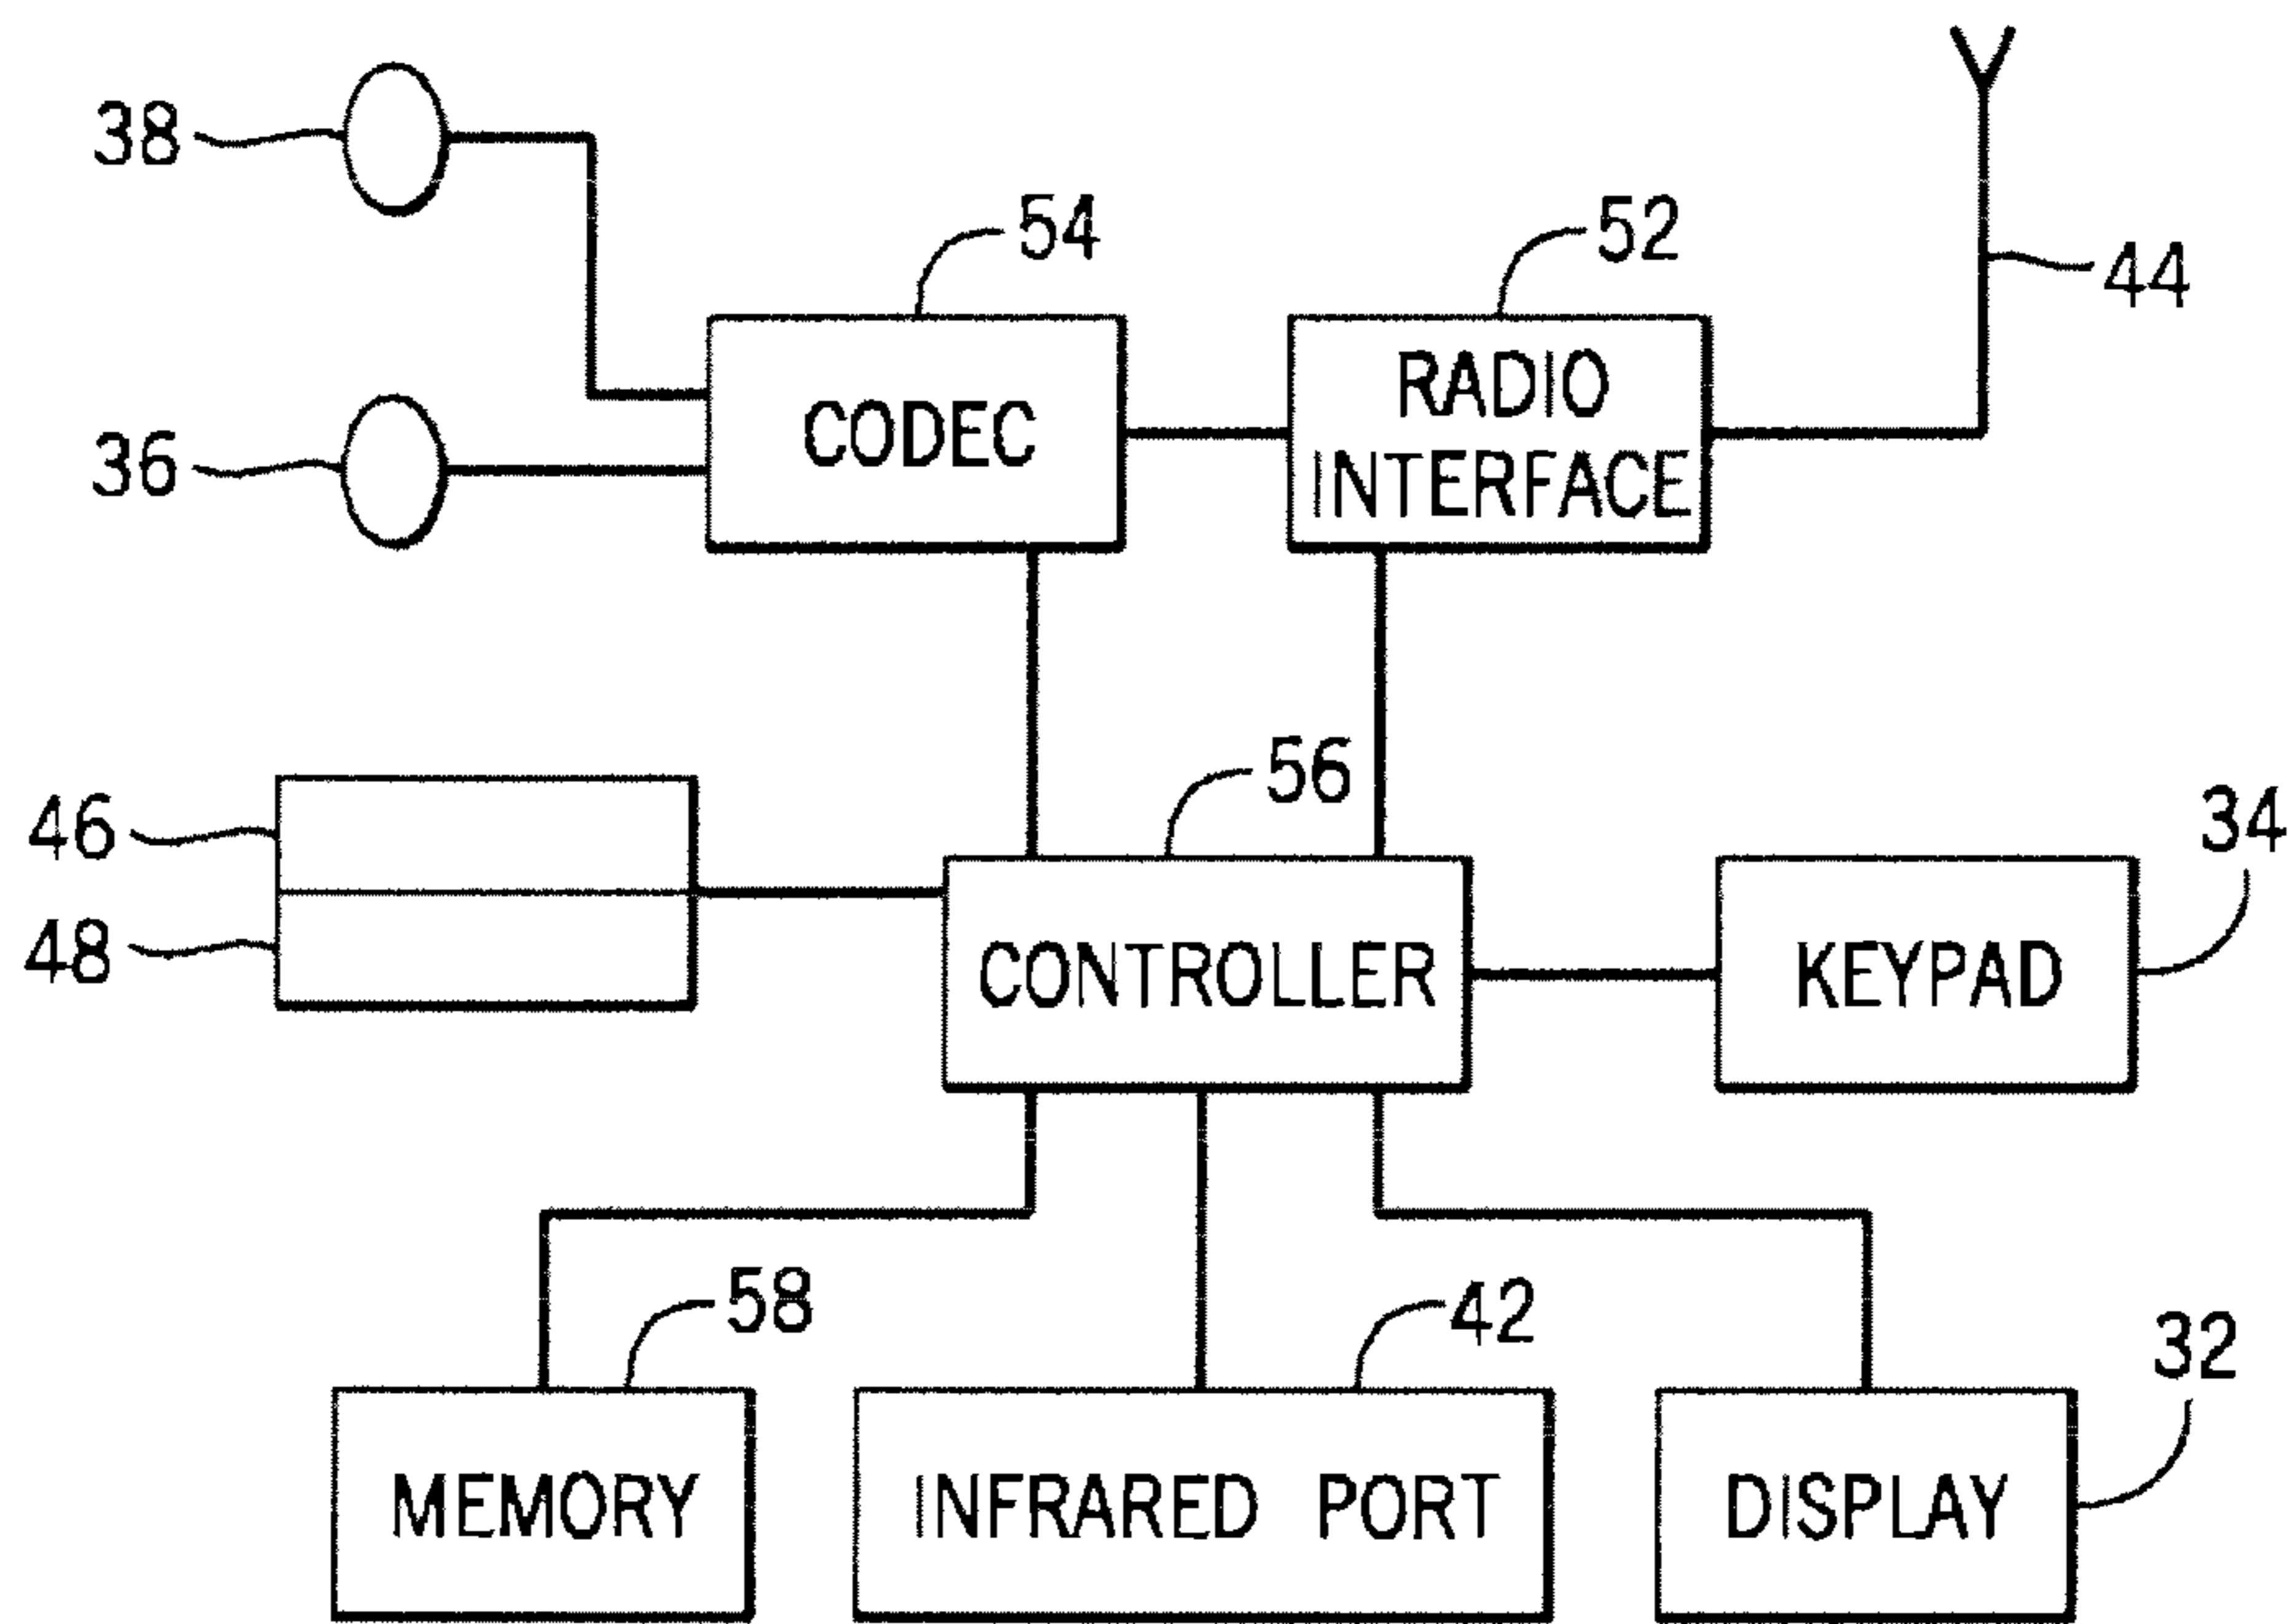 38
54
52
44
RADIO
CODEC
INTERFACE
36
56
46
34
48
CONTROLLER
KEYPAD
58
42
32
MEMORY
INFRARED PORT
DISPLAY